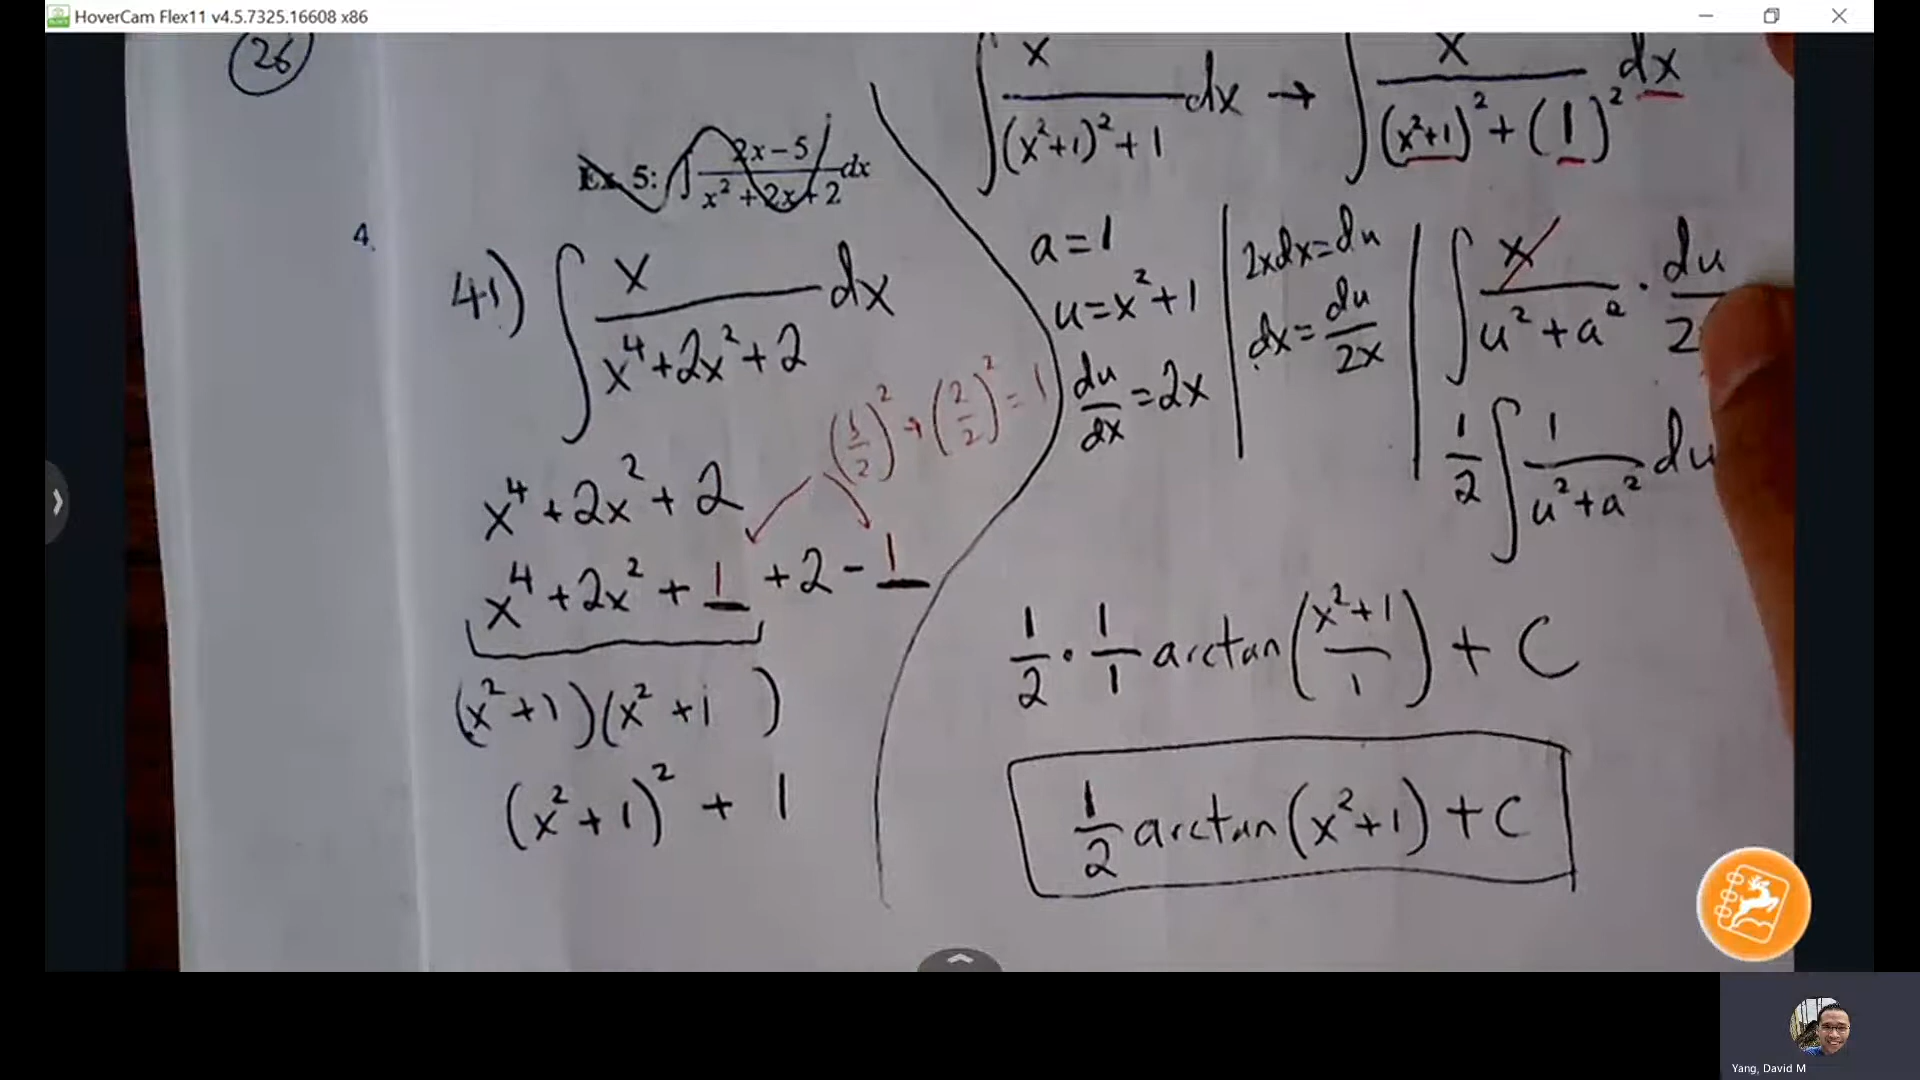 HoverCam Flex11 v4.5.7325.16608 x86
26
Ex 5: ∫ (2x-5)/(x²+2x+2) dx
4.
41) ∫ x/(x⁴+2x²+2) dx
(b/2)² → (2/2)² = 1
x⁴+2x²+2
x⁴+2x²+1+2-1
(x²+1)(x²+1 )
(x²+1)²+1
∫ x/((x²+1)²+1) dx → ∫ x/((x²+1)²+(1)²) dx
a=1
u=x²+1
du/dx=2x
2xdx=du
dx=du/2x
∫ x/(u²+a²) · du/2
1/2 ∫ 1/(u²+a²) du
1/2 · 1/1 arctan((x²+1)/1) + C
1/2 arctan(x²+1)+C
Yang, David M